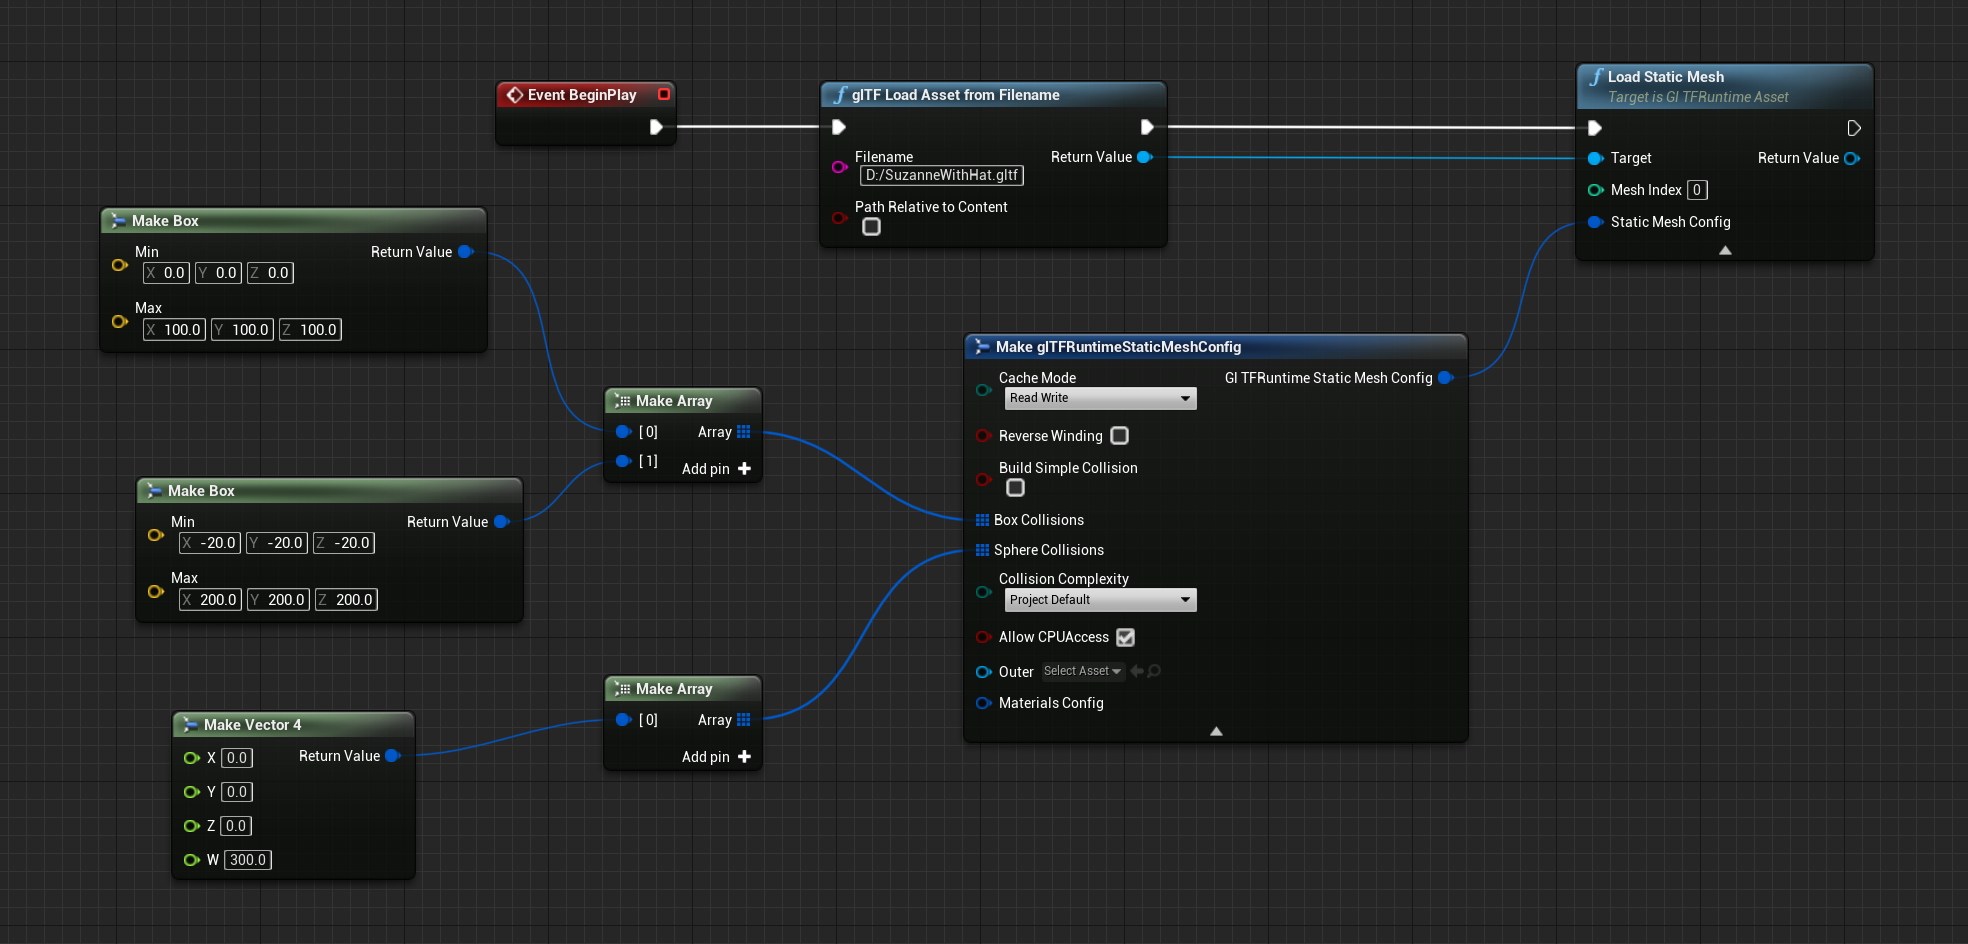 Event BeginPlay
glTF Load Asset from Filename
Filename
D:/SuzanneWithHat.gltf
Return Value
Path Relative to Content
Load Static Mesh
Target is Gl TFRuntime Asset
Target
Return Value
Mesh Index 0
Static Mesh Config
Make Box
Min
Return Value
X 0.0 Y 0.0 Z 0.0
Max
X 100.0 Y 100.0 Z 100.0
Make Array
[0] Array
[1] Add pin
Make Box
Min
Return Value
X -20.0 Y -20.0 Z -20.0
Max
X 200.0 Y 200.0 Z 200.0
Make Array
[0] Array
Add pin
Make Vector 4
X 0.0 Return Value
Y 0.0
Z 0.0
W 300.0
Make glTFRuntimeStaticMeshConfig
Cache Mode
Gl TFRuntime Static Mesh Config
Read Write
Reverse Winding
Build Simple Collision
Box Collisions
Sphere Collisions
Collision Complexity
Project Default
Allow CPUAccess
Outer Select Asset
Materials Config